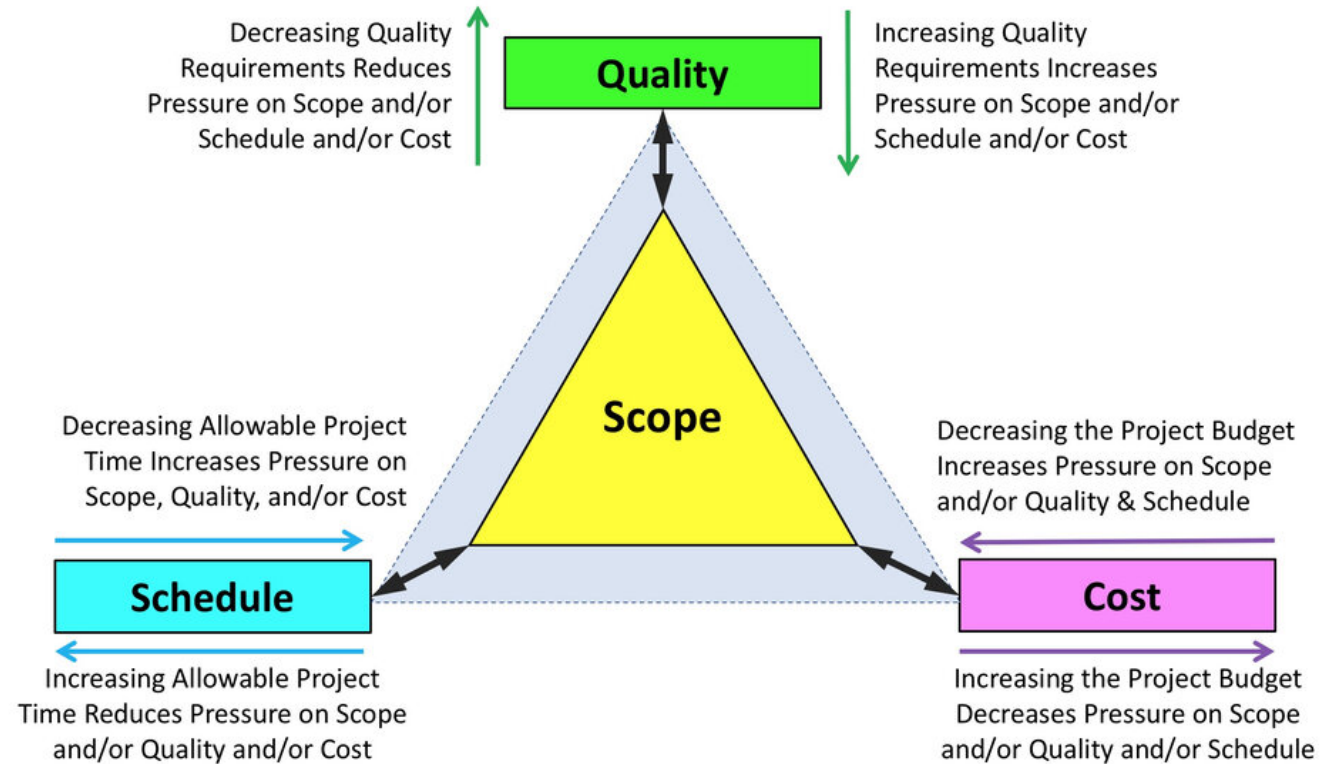 Decreasing Quality
Requirements Reduces
Pressure on Scope and/or
Schedule and/or Cost
Quality
Increasing Quality
Requirements Increases
Pressure on Scope and/or
Schedule and/or Cost
Scope
Decreasing Allowable Project
Time Increases Pressure on
Scope, Quality, and/or Cost
Schedule
Increasing Allowable Project
Time Reduces Pressure on Scope
and/or Quality and/or Cost
Decreasing the Project Budget
Increases Pressure on Scope
and/or Quality & Schedule
Cost
Increasing the Project Budget
Decreases Pressure on Scope
and/or Quality and/or Schedule